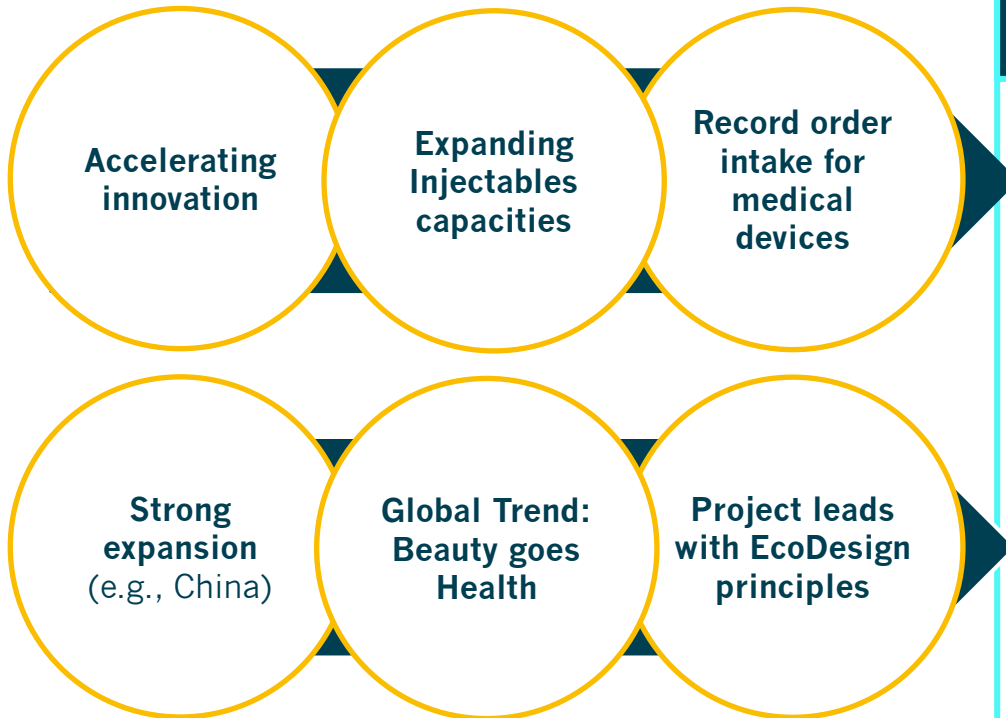 Accelerating
innovation
Expanding
Injectables
capacities
Record order
intake for
medical
devices
Strong
expansion
(e.g., China)
Global Trend:
Beauty goes
Health
Project leads
with EcoDesign
principles